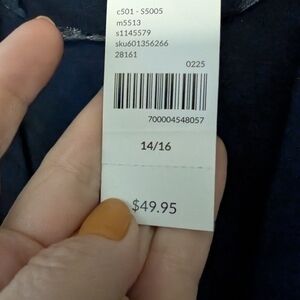 c501 - S5005
m5513
s1145579
sku601356266
28161
0225
700004548057
14/16
$49.95